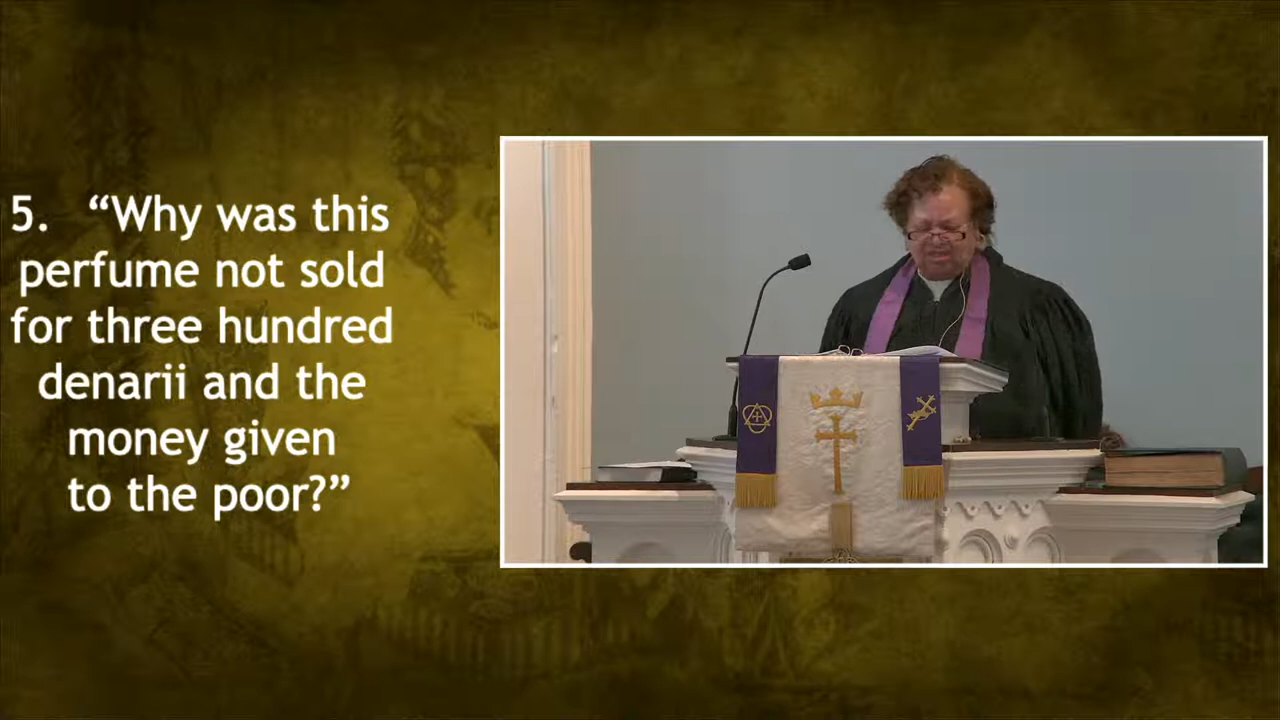 5. “Why was this
perfume not sold
for three hundred
denarii and the
money given
to the poor?”